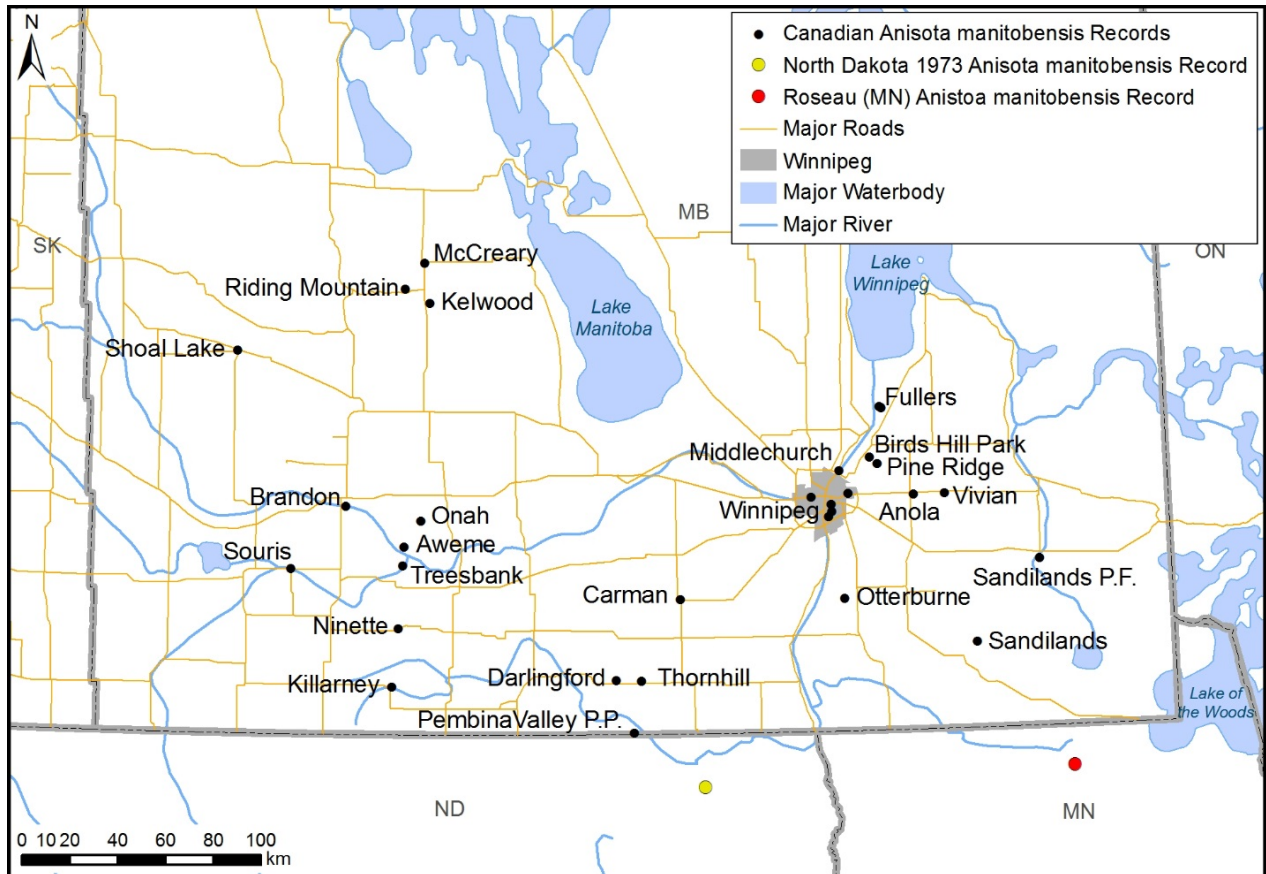 N
Canadian Anisota manitobensis Records
North Dakota 1973 Anisota manitobensis Record
Roseau (MN) Anistoa manitobensis Record
Major Roads
Winnipeg
Major Waterbody
Major River
MB
SK
ON
McCreary
Riding Mountain
Kelwood
Lake
Winnipeg
Lake
Manitoba
Shoal Lake
Fullers
Middlechurch
Birds Hill Park
Pine Ridge
Brandon
Onah
Winnipeg
Anola
Vivian
Aweme
Souris
Treesbank
Sandilands P.F.
Carman
Otterburne
Ninette
Sandilands
Killarney
Darlingford
Thornhill
PembinaValley P.P.
Lake of
the Woods
ND
MN
0 10 20 40 60 80 100
km